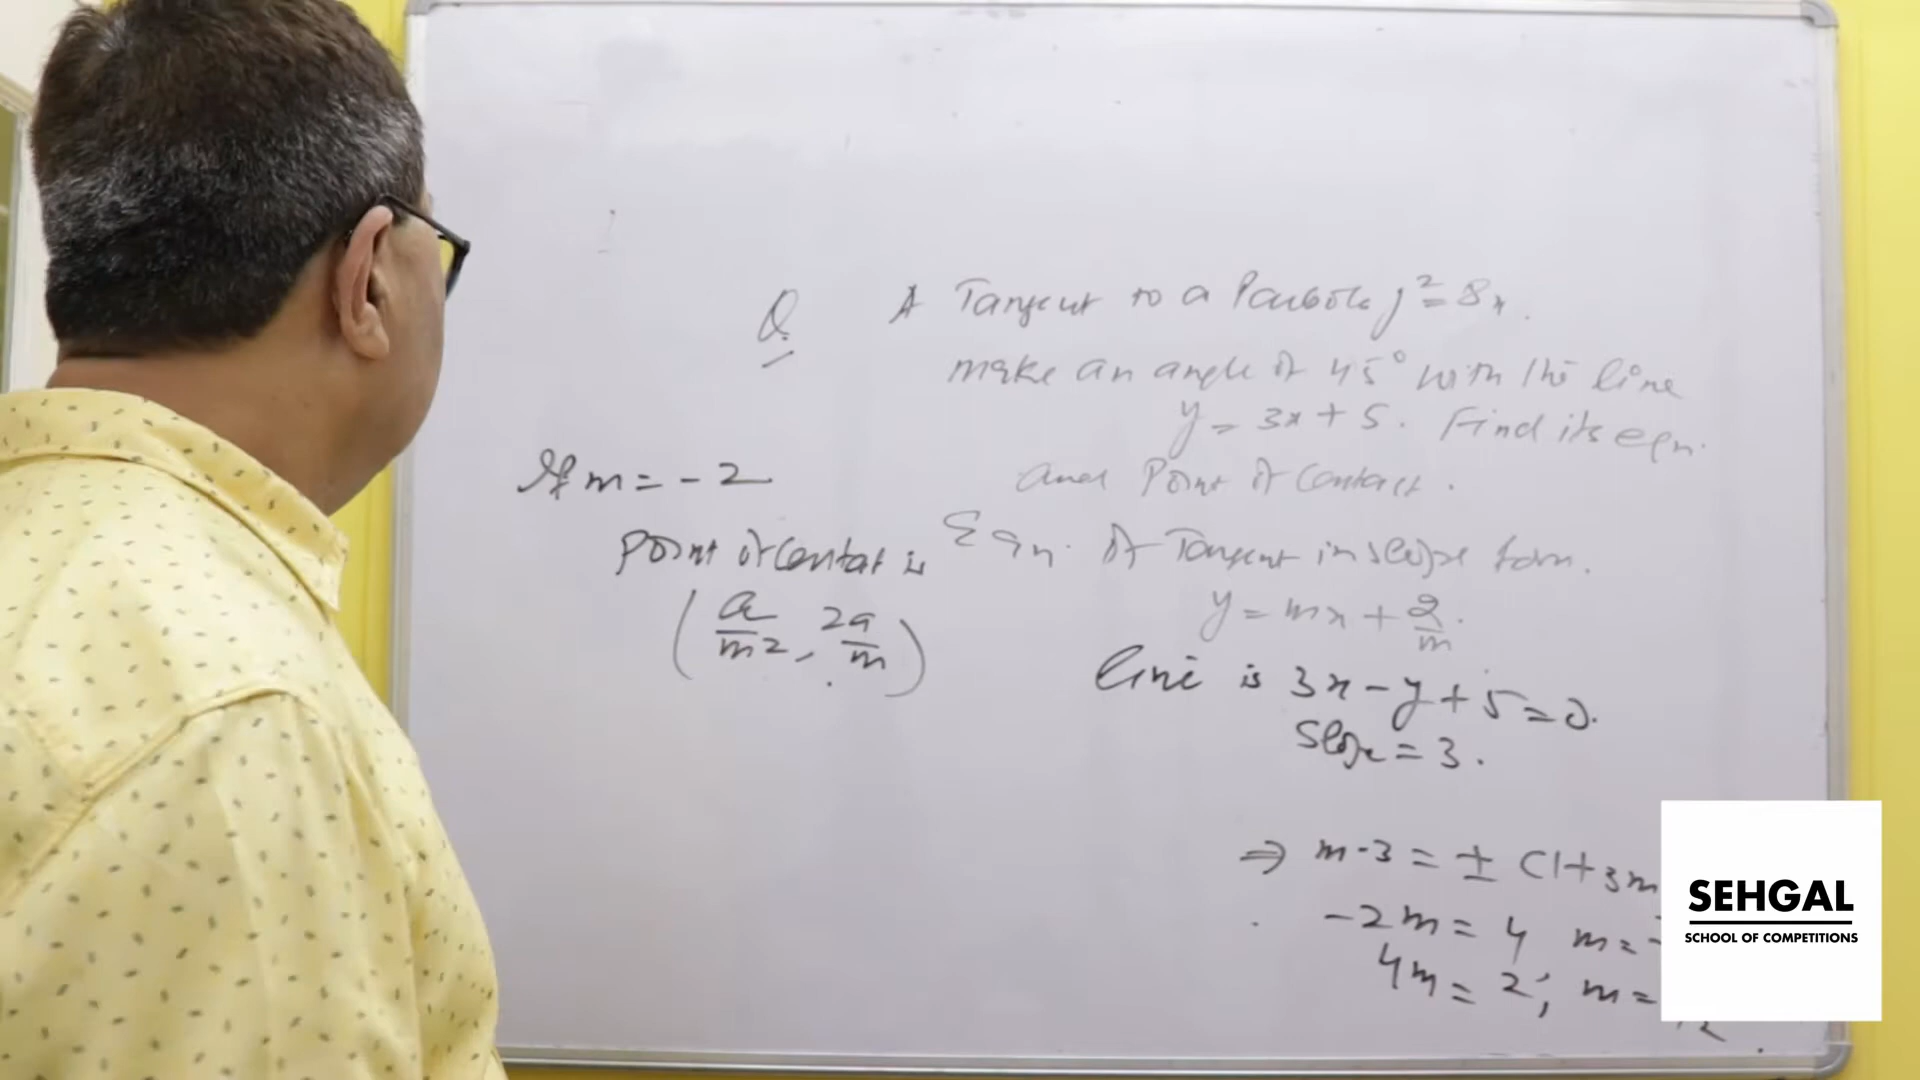 Q. A Tangent to a Parabola y² = 8x.
make an angle of 45° with the line
y = 3x + 5. Find its eqn.
and Point of Contact.
Eqn. of Tangent in slope form.
y = mx + a/m.
line is 3x - y + 5 = 0.
Slope = 3.
⇒ m-3 = ± (1+3m
-2m = 4 m = -
4m = 2; m =
If m = -2
point of contat is
(a/m², 2a/m)
SEHGAL
SCHOOL OF COMPETITIONS